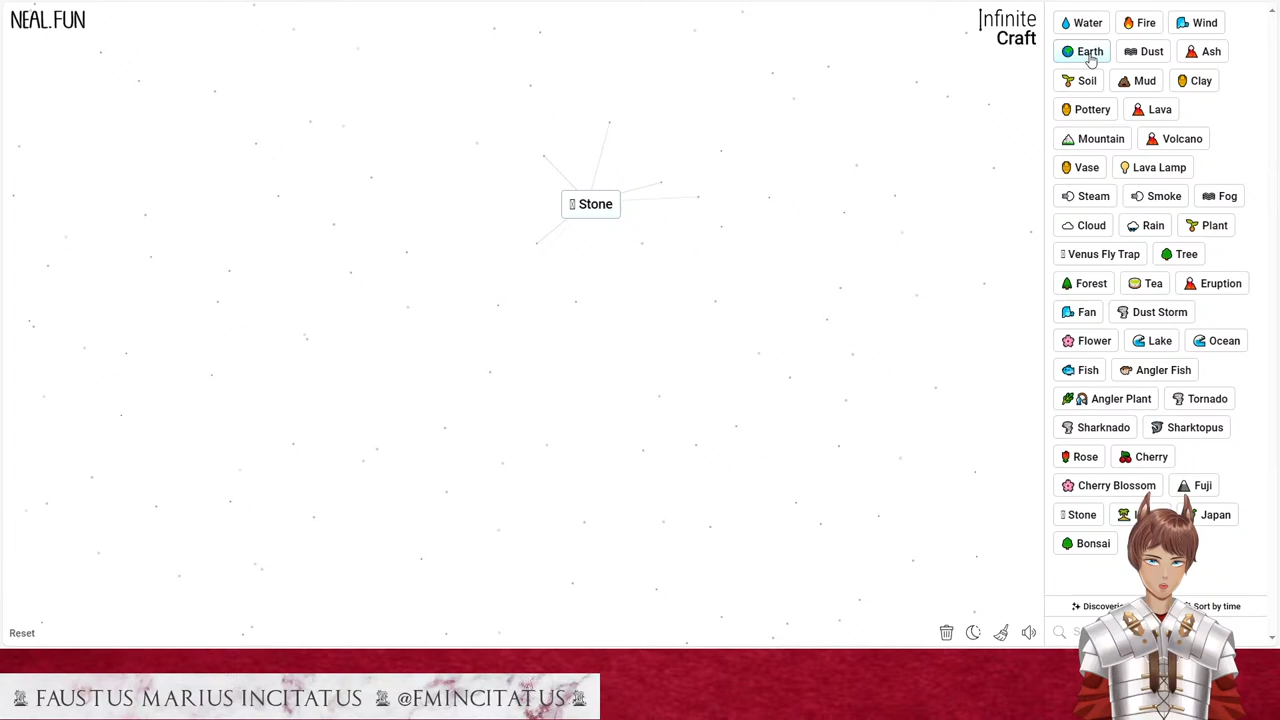 NEAL.FUN
Infinite
Craft
Stone
Water Fire Wind
Earth Dust Ash
Soil Mud Clay
Pottery Lava
Mountain Volcano
Vase Lava Lamp
Steam Smoke Fog
Cloud Rain Plant
Venus Fly Trap Tree
Forest Tea Eruption
Fan Dust Storm
Flower Lake Ocean
Fish Angler Fish
Angler Plant Tornado
Sharknado Sharktopus
Rose Cherry
Cherry Blossom Fuji
Stone Japan
Bonsai
Sort by time
Reset
FAUSTUS MARIUS INCITATUS @FMINCITATUS